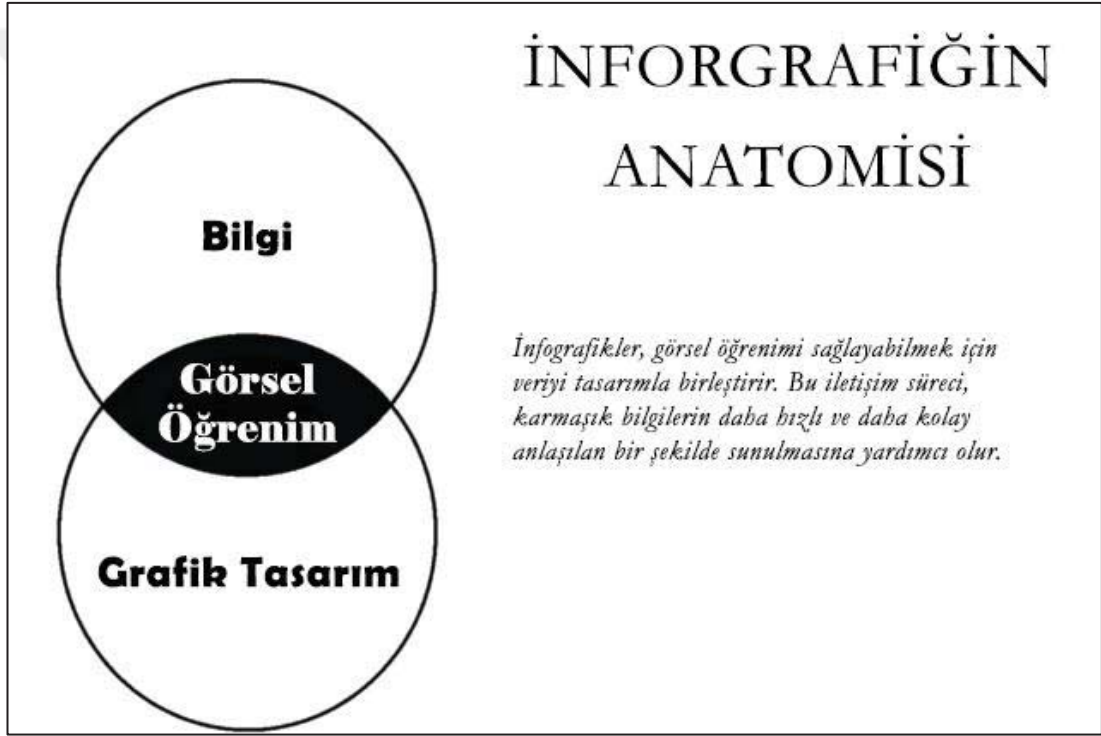 İNFORGRAFİĞİN
ANATOMİSİ
Bilgi
Görsel
Öğrenim
Grafik Tasarım
İnfografikler, görsel öğrenimi sağlayabilmek için
veriyi tasarımla birleştirir. Bu iletişim süreci,
karmaşık bilgilerin daha hızlı ve daha kolay
anlaşılan bir şekilde sunulmasına yardımcı olur.